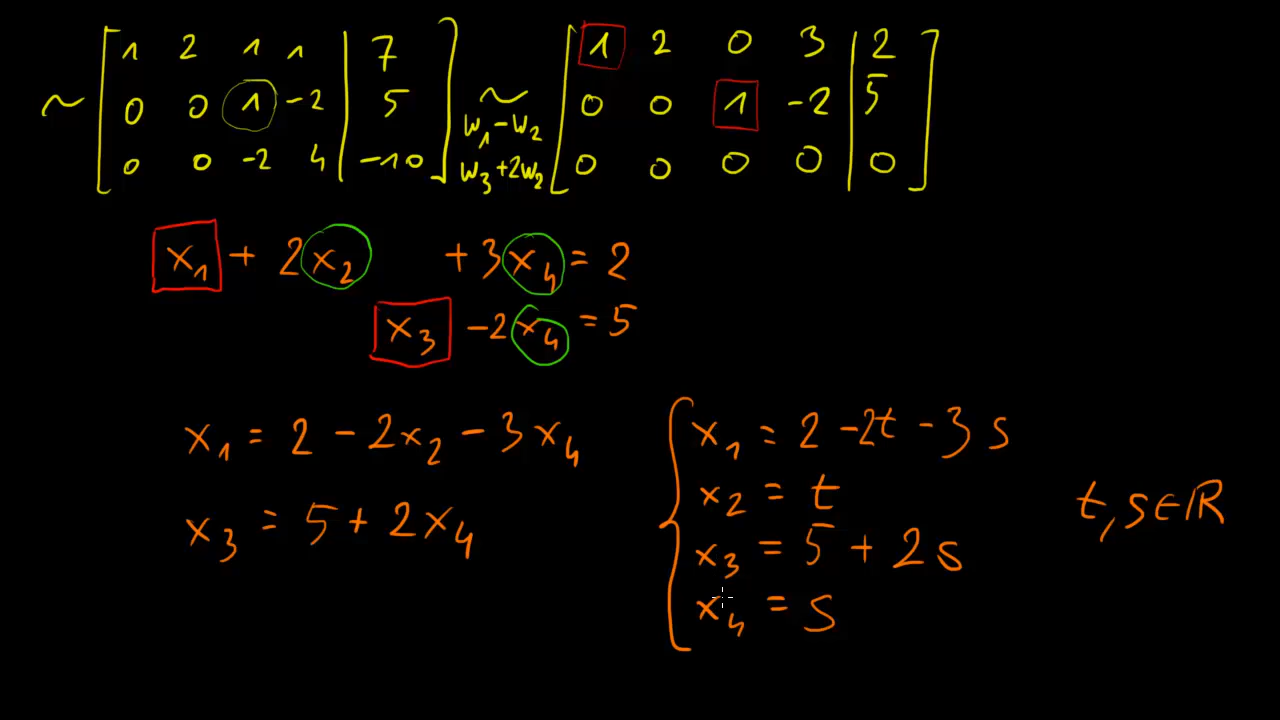 ~ [ 1 2 1 1 | 7 ] ~ [ 1 2 0 3 | 2 ]
[ 0 0 1 -2 | 5 ] w₁-w₂ [ 0 0 1 -2 | 5 ]
[ 0 0 -2 4 | -10 ] w₃+2w₂ [ 0 0 0 0 | 0 ]
x₁ + 2x₂ + 3x₄ = 2
x₃ -2x₄ = 5
x₁ = 2 - 2x₂ - 3x₄
x₃ = 5 + 2x₄
{ x₁ = 2 -2t - 3s
x₂ = t
x₃ = 5 + 2s
x₄ = s
t, s ∈ ℝ